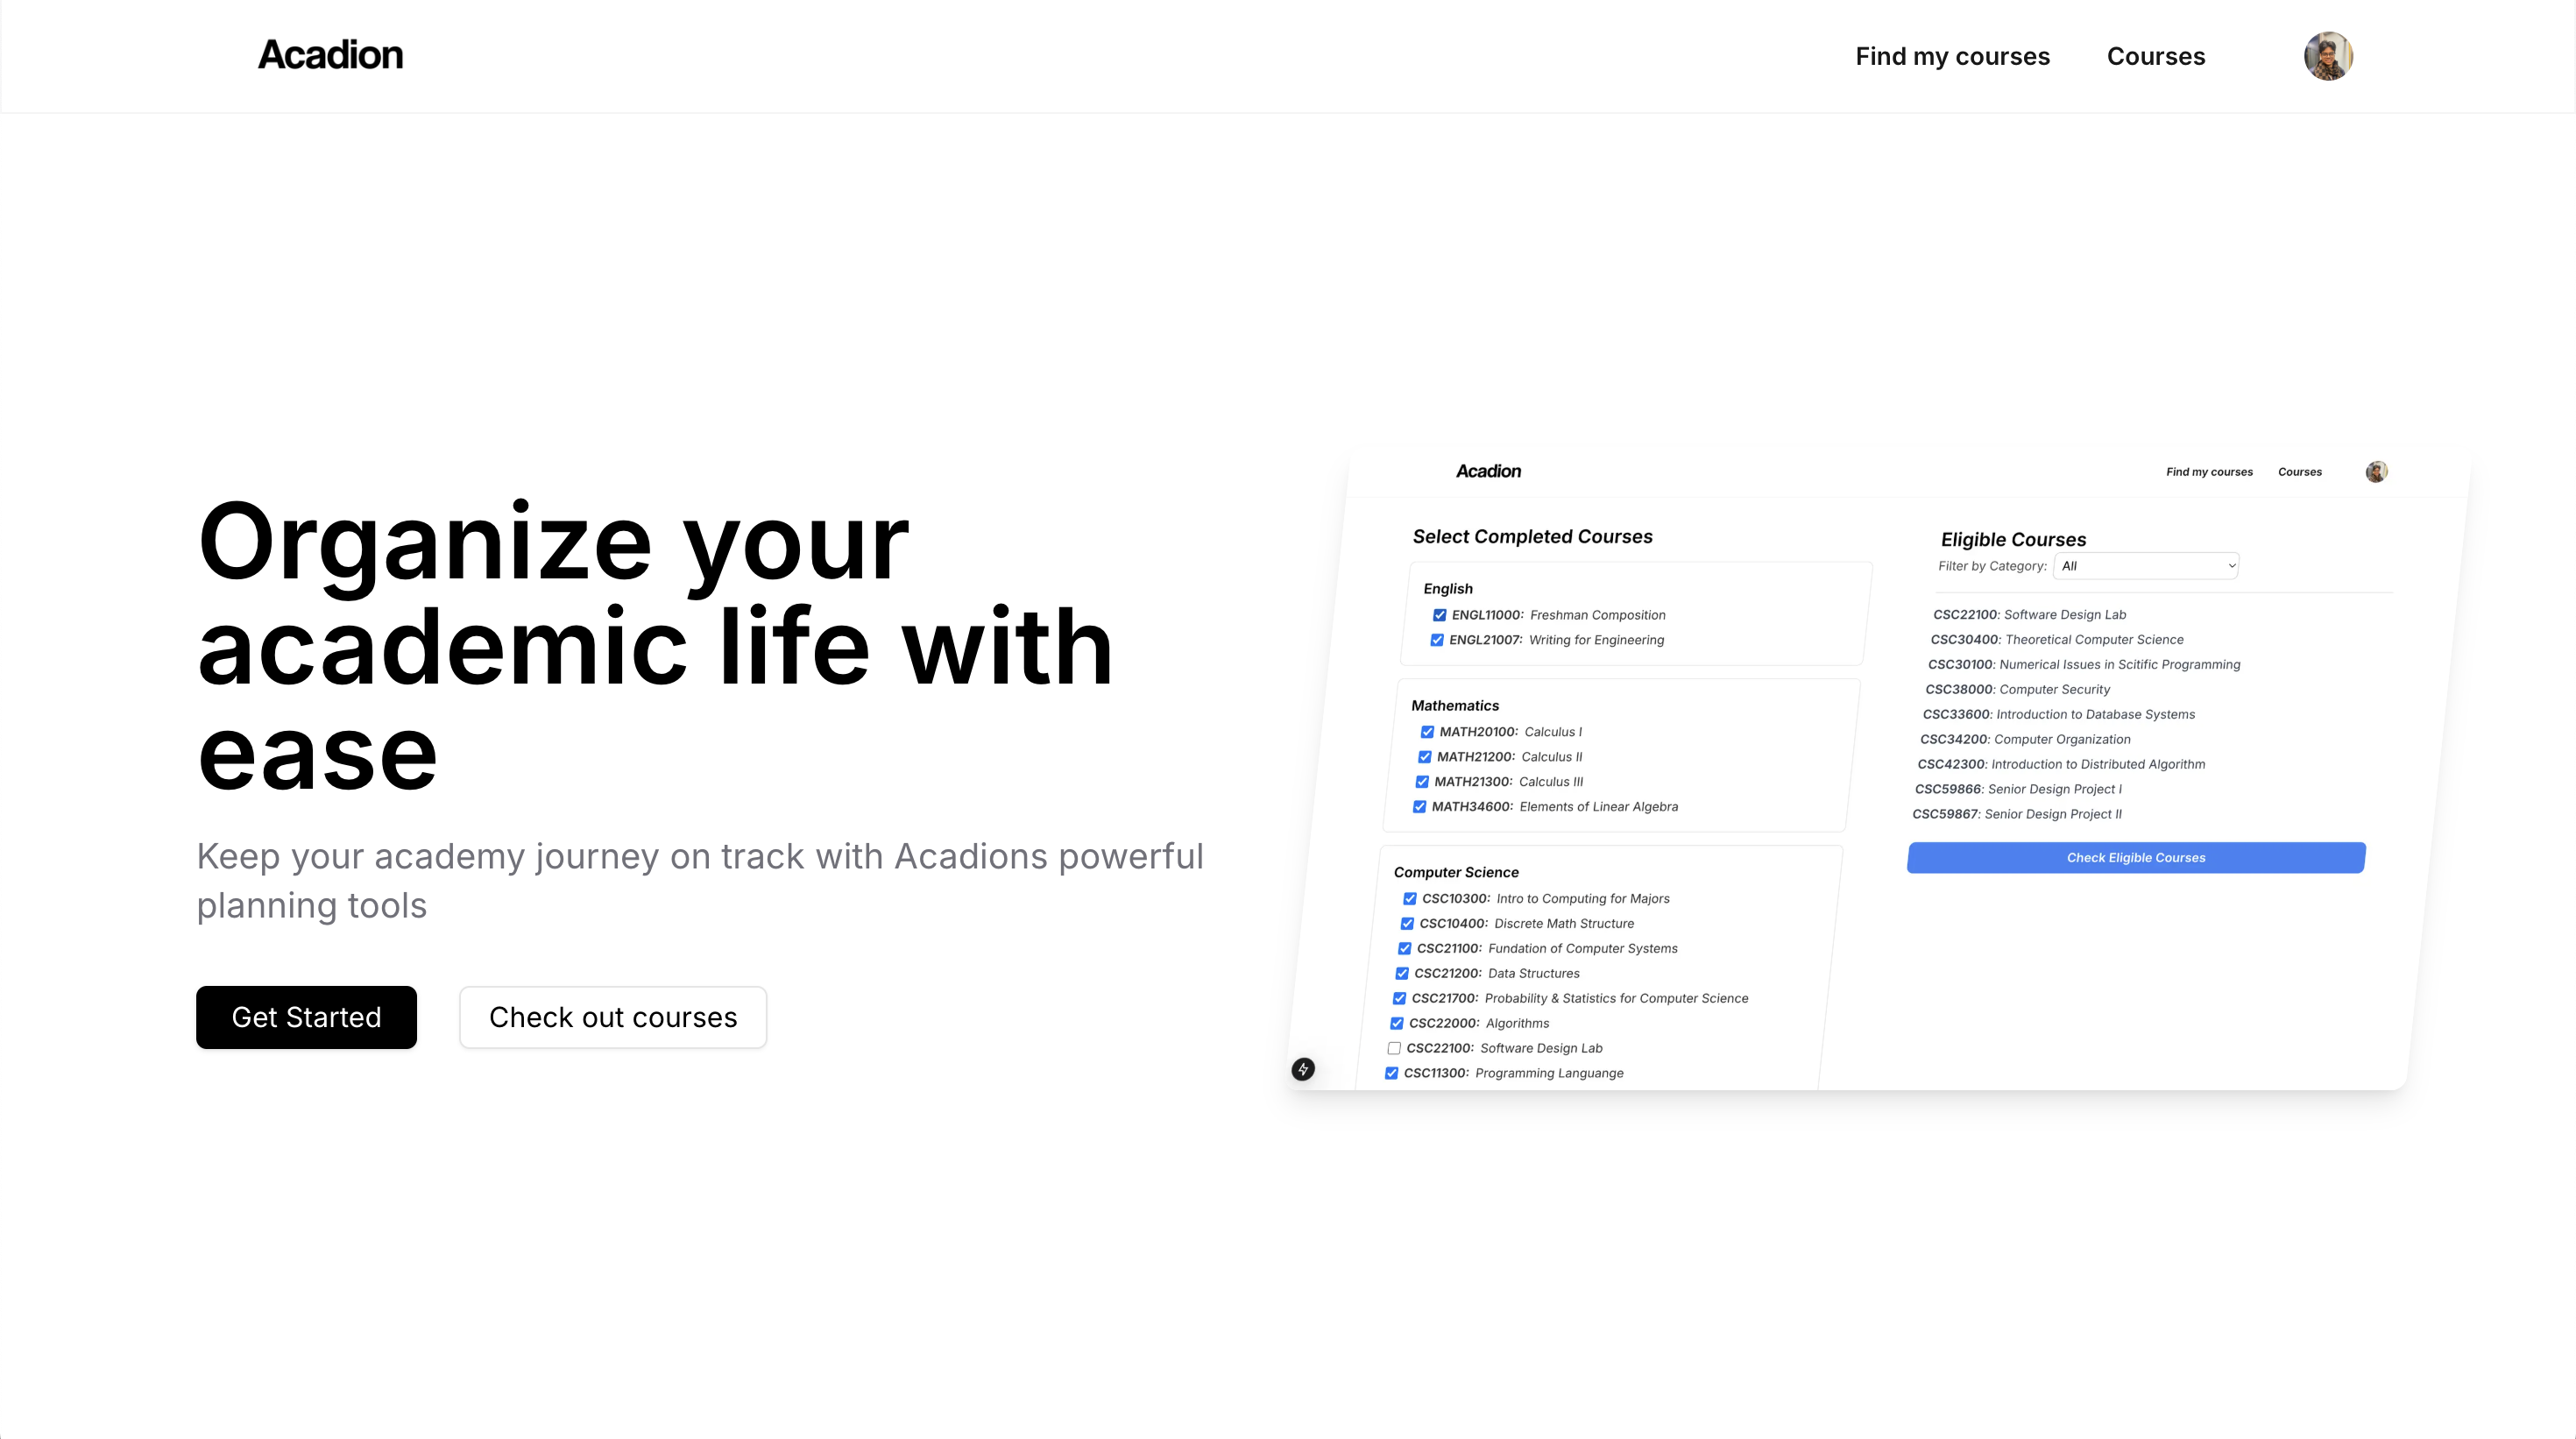 Acadion
Find my courses
Courses
Organize your
academic life with
ease
Keep your academy journey on track with Acadions powerful
planning tools
Get Started
Check out courses
Acadion
Find my courses
Courses
Select Completed Courses
English
ENGL11000: Freshman Composition
ENGL21007: Writing for Engineering
Mathematics
MATH20100: Calculus I
MATH21200: Calculus II
MATH21300: Calculus III
MATH34600: Elements of Linear Algebra
Computer Science
CSC10300: Intro to Computing for Majors
CSC10400: Discrete Math Structure
CSC21100: Fundation of Computer Systems
CSC21200: Data Structures
CSC21700: Probability & Statistics for Computer Science
CSC22000: Algorithms
CSC22100: Software Design Lab
CSC11300: Programming Languange
Eligible Courses
Filter by Category: All
CSC22100: Software Design Lab
CSC30400: Theoretical Computer Science
CSC30100: Numerical Issues in Scitific Programming
CSC38000: Computer Security
CSC33600: Introduction to Database Systems
CSC34200: Computer Organization
CSC42300: Introduction to Distributed Algorithm
CSC59866: Senior Design Project I
CSC59867: Senior Design Project II
Check Eligible Courses